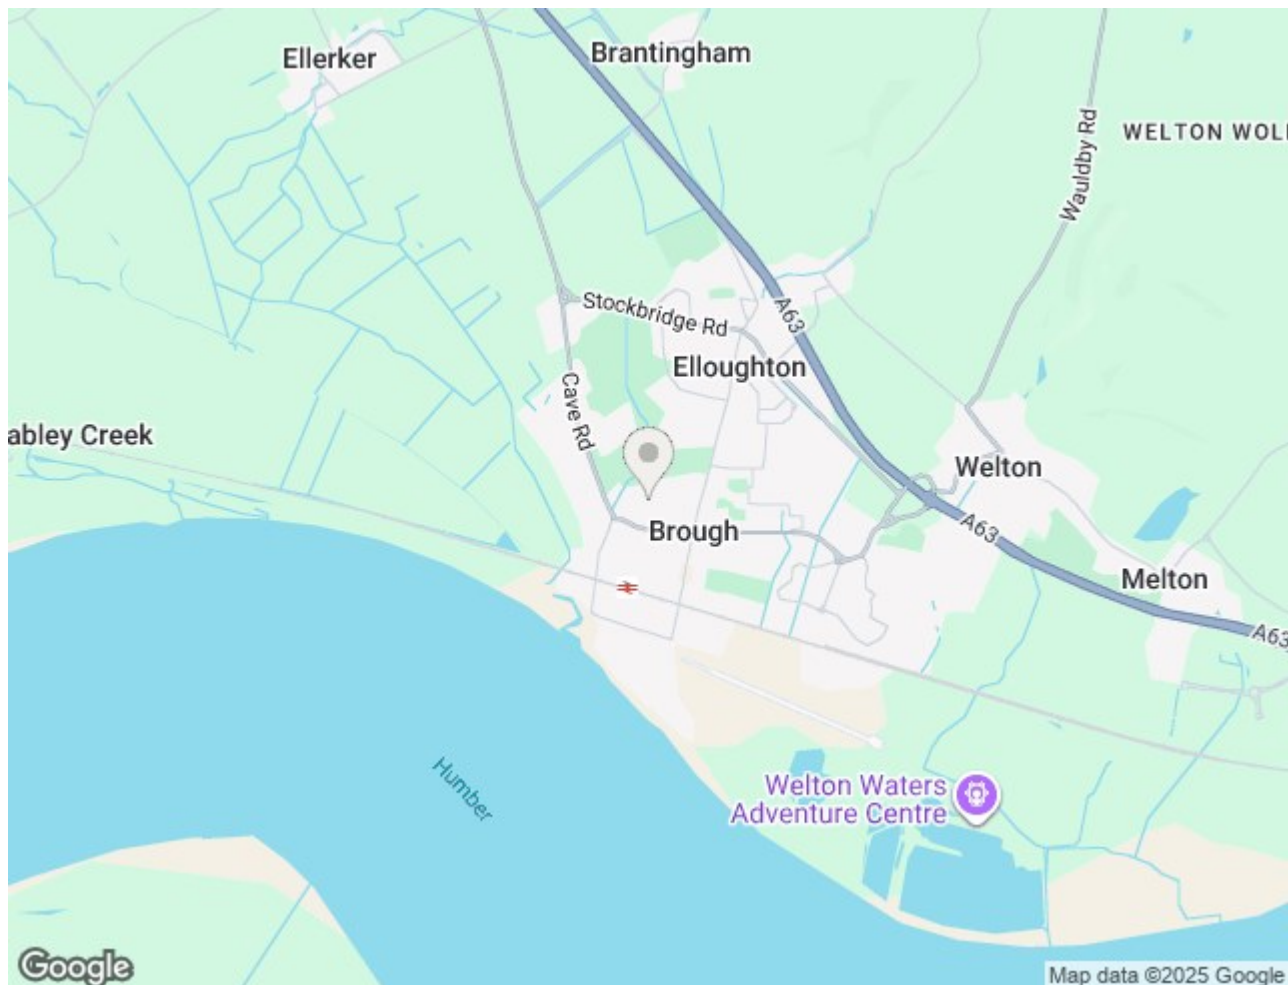 Ellerker
Brantingham
WELTON WOL
Wauldby Rd
Stockbridge Rd
A63
Elloughton
Cave Rd
abley Creek
Welton
Brough
A63
Melton
A63
Humber
Welton Waters
Adventure Centre
Google
Map data ©2025 Google